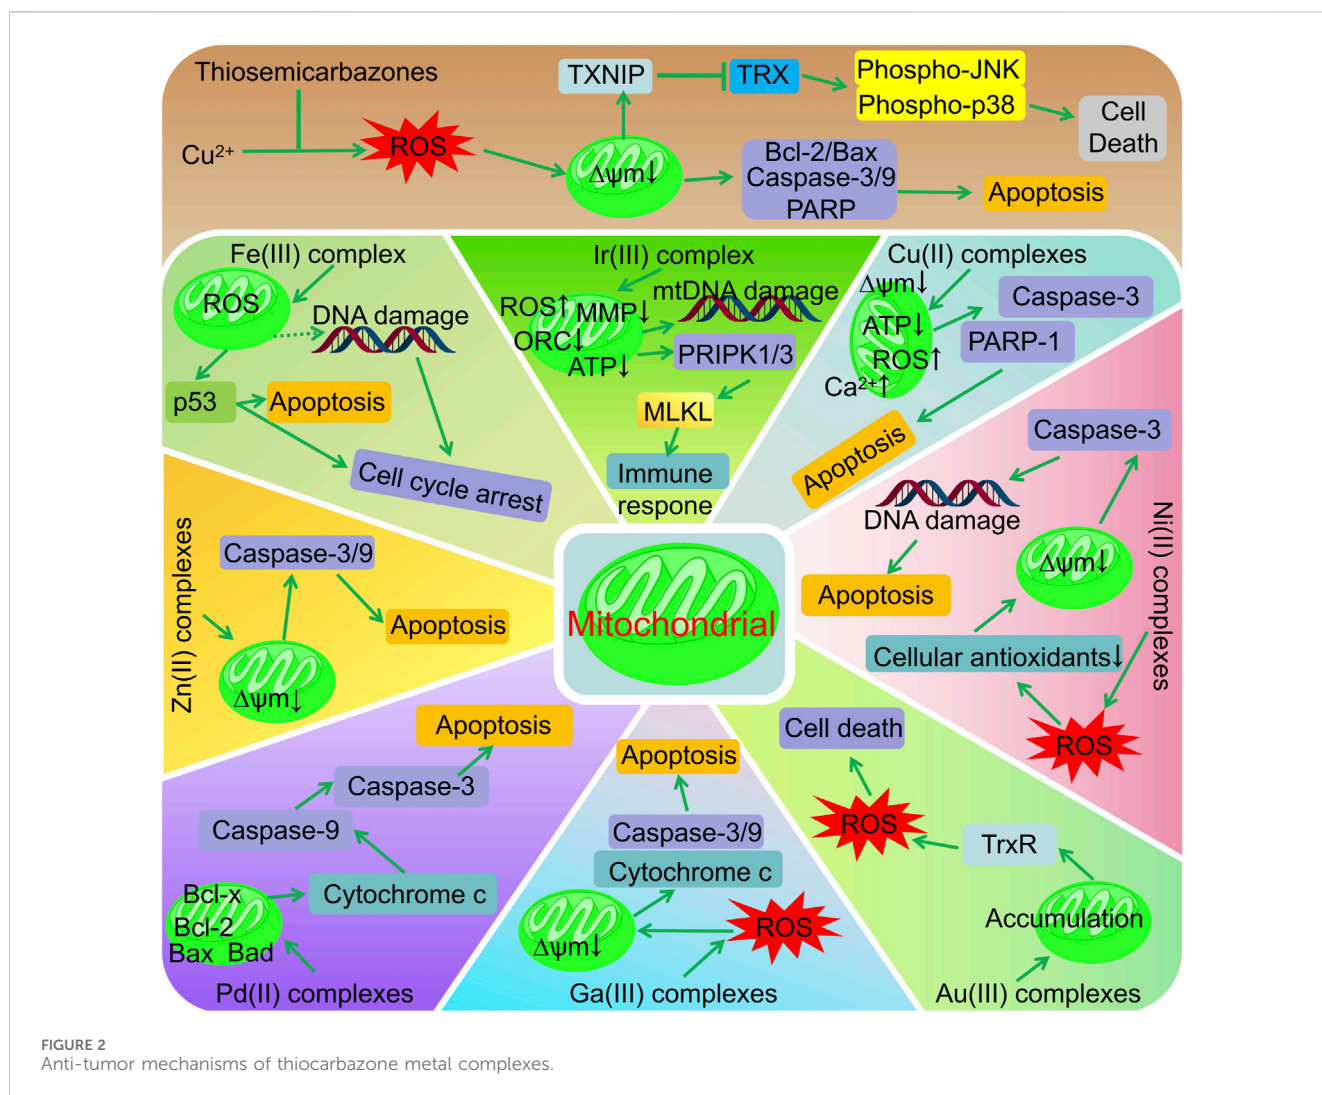 Thiosemicarbazones
Cu²⁺
ROS
TXNIP
TRX
Phospho-JNK
Phospho-p38
Cell
Death
Δψm↓
Bcl-2/Bax
Caspase-3/9
PARP
Apoptosis
Fe(III) complex
ROS
DNA damage
p53
Apoptosis
Cell cycle arrest
Ir(III) complex
ROS↑
MMP↓
ORC↓
ATP↓
mtDNA damage
PRIPK1/3
MLKL
Immune
respone
Cu(II) complexes
Δψm↓
ATP↓
ROS↑
Ca²⁺↑
Caspase-3
PARP-1
Apoptosis
Ni(II) complexes
ROS
Cellular antioxidants↓
Δψm↓
Caspase-3
DNA damage
Apoptosis
Zn(II) complexes
Δψm↓
Caspase-3/9
Apoptosis
Mitochondrial
Pd(II) complexes
Bcl-x
Bcl-2
Bax Bad
Cytochrome c
Caspase-9
Caspase-3
Apoptosis
Ga(III) complexes
ROS
Δψm↓
Cytochrome c
Caspase-3/9
Apoptosis
Au(III) complexes
Accumulation
TrxR
ROS
Cell death
FIGURE 2
Anti-tumor mechanisms of thiocarbazone metal complexes.